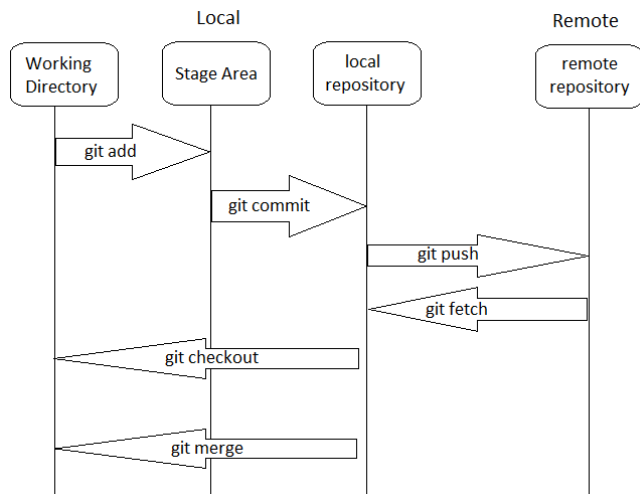 Local
Remote
Working
Directory
Stage Area
local
repository
remote
repository
git add
git commit
git push
git fetch
git checkout
git merge